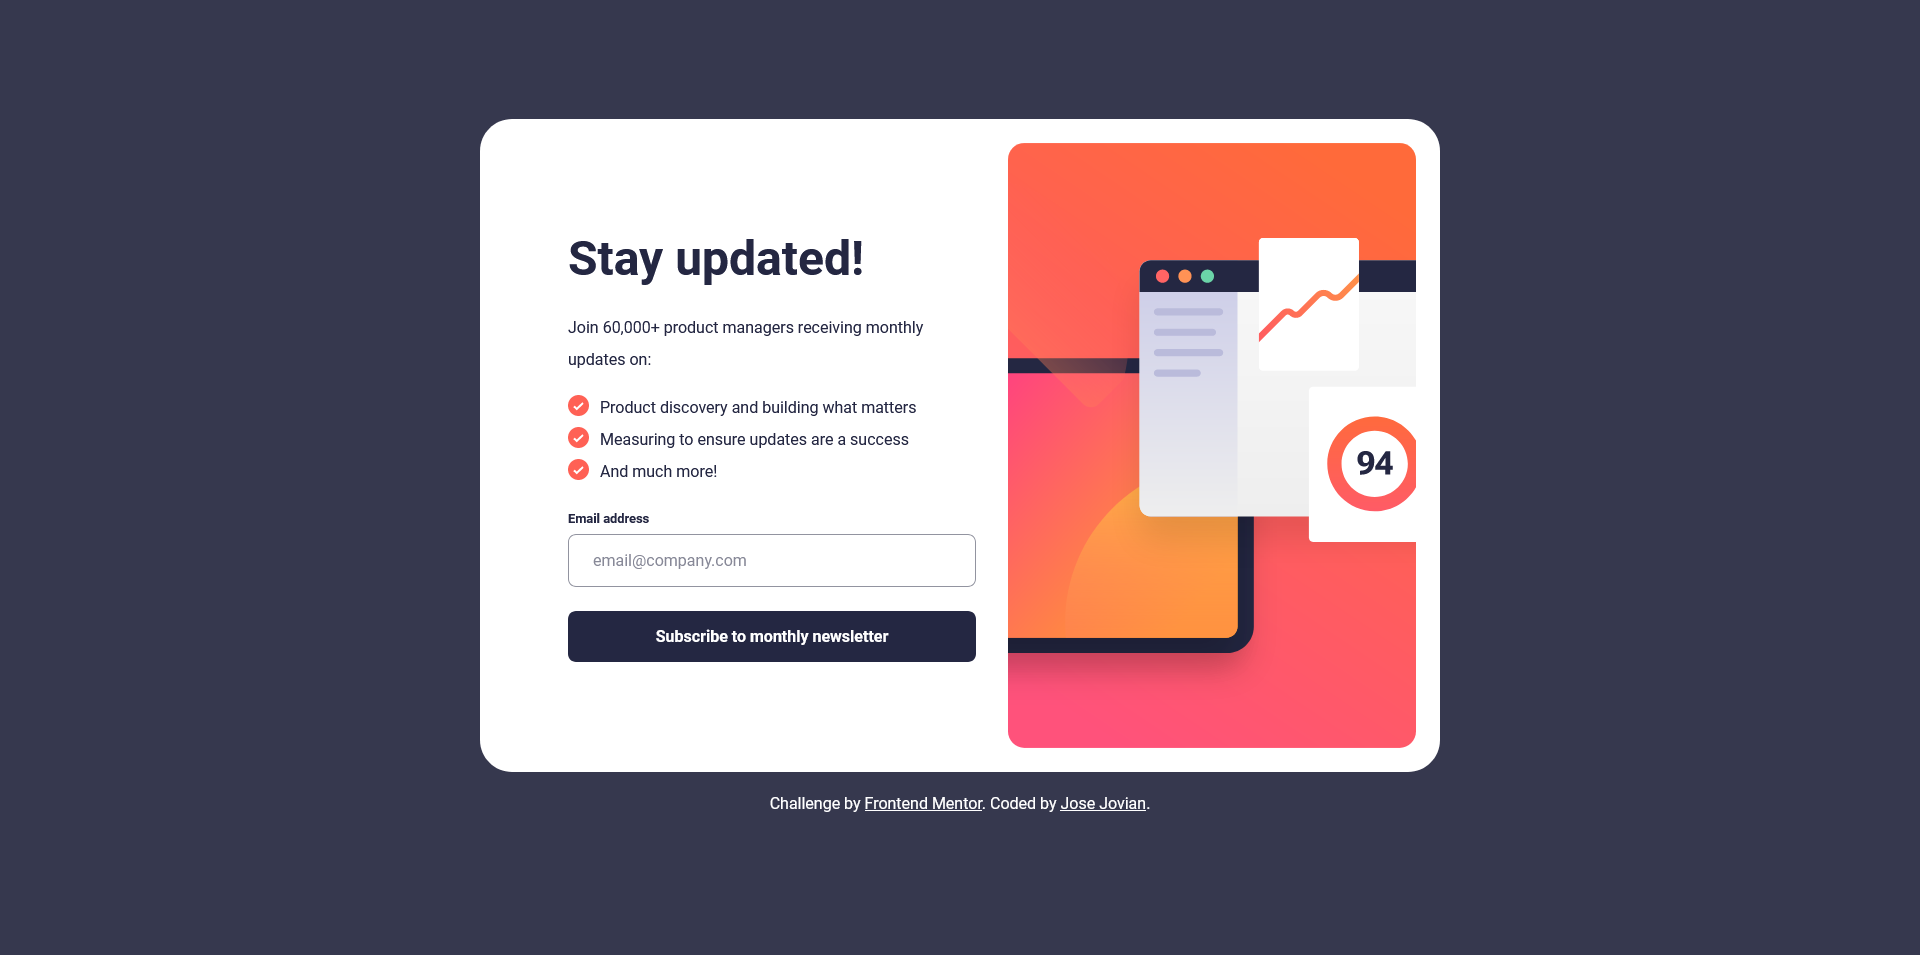 Stay updated!
Join 60,000+ product managers receiving monthly
updates on:
Product discovery and building what matters
Measuring to ensure updates are a success
And much more!
Email address
email@company.com
Subscribe to monthly newsletter
94
Challenge by Frontend Mentor. Coded by Jose Jovian.